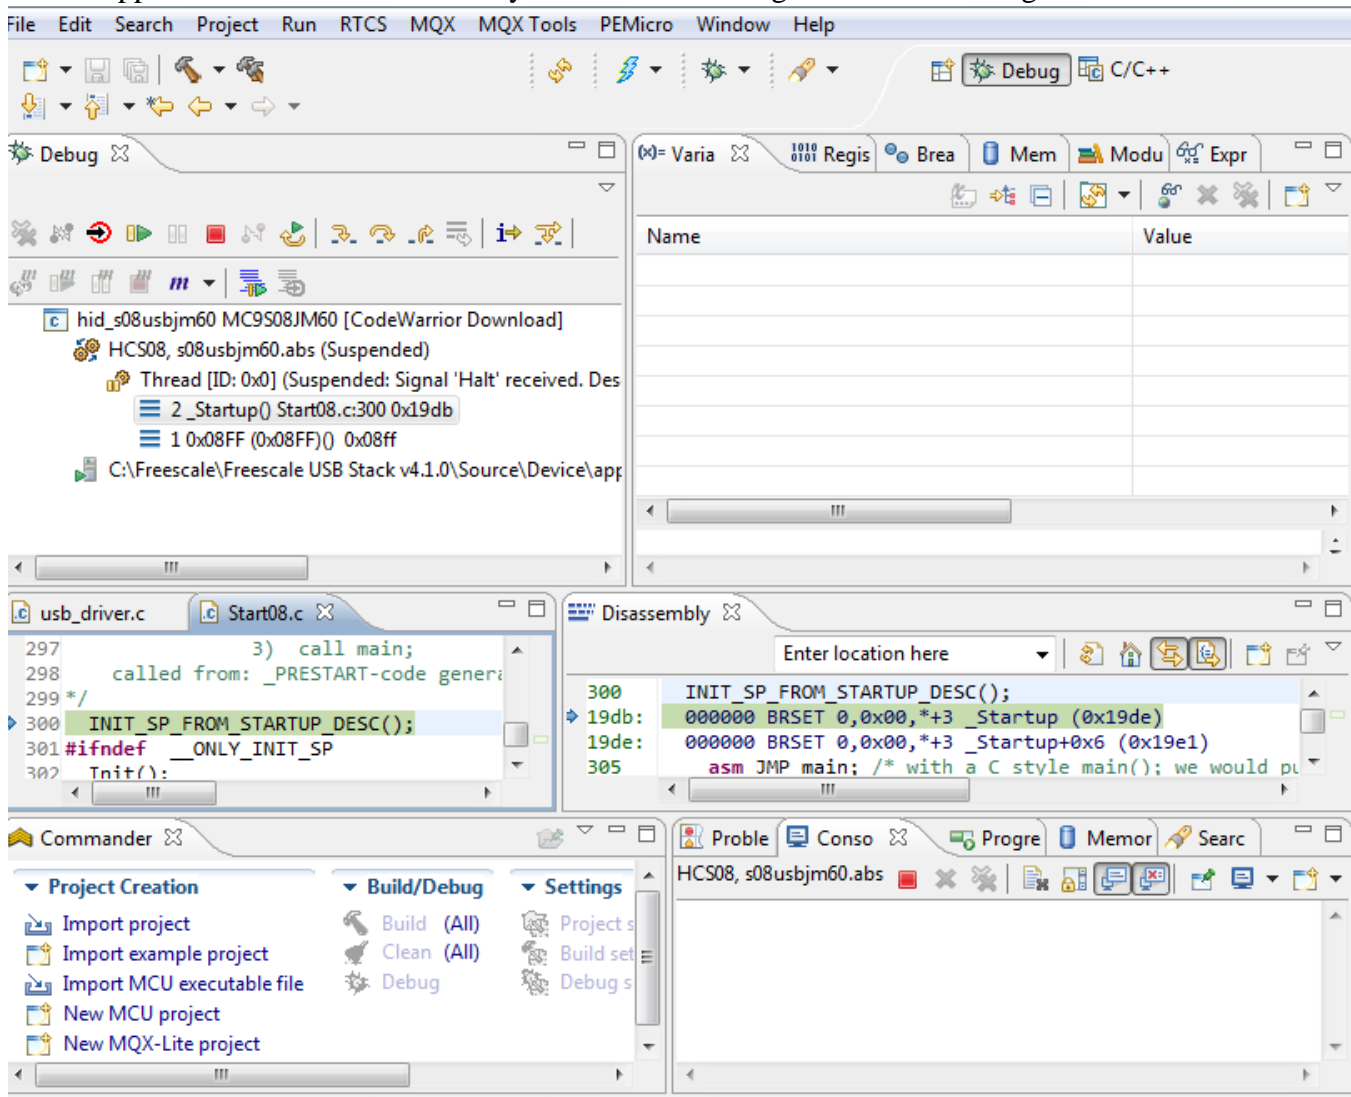 File Edit Search Project Run RTCS MQX MQX Tools PEMicro Window Help
Debug C/C++
Debug
Varia Regis Brea Mem Modu Expr
Name Value
hid_s08usbjm60 MC9S08JM60 [CodeWarrior Download]
HCS08, s08usbjm60.abs (Suspended)
Thread [ID: 0x0] (Suspended: Signal 'Halt' received. Des
2 _Startup() Start08.c:300 0x19db
1 0x08FF (0x08FF)() 0x08ff
C:\Freescale\Freescale USB Stack v4.1.0\Source\Device\app
usb_driver.c Start08.c
297 3) call main;
298 called from: _PRESTART-code genera
299 */
300 INIT_SP_FROM_STARTUP_DESC();
301 #ifndef __ONLY_INIT_SP
302 Init();
Disassembly
Enter location here
300 INIT_SP_FROM_STARTUP_DESC();
19db: 000000 BRSET 0,0x00,*+3 _Startup (0x19de)
19de: 000000 BRSET 0,0x00,*+3 _Startup+0x6 (0x19e1)
305 asm JMP main; /* with a C style main(); we would pu
Commander
Project Creation
Import project
Import example project
Import MCU executable file
New MCU project
New MQX-Lite project
Build/Debug
Build (All)
Clean (All)
Debug
Settings
Project s
Build set
Debug s
Proble Conso Progre Memor Searc
HCS08, s08usbjm60.abs